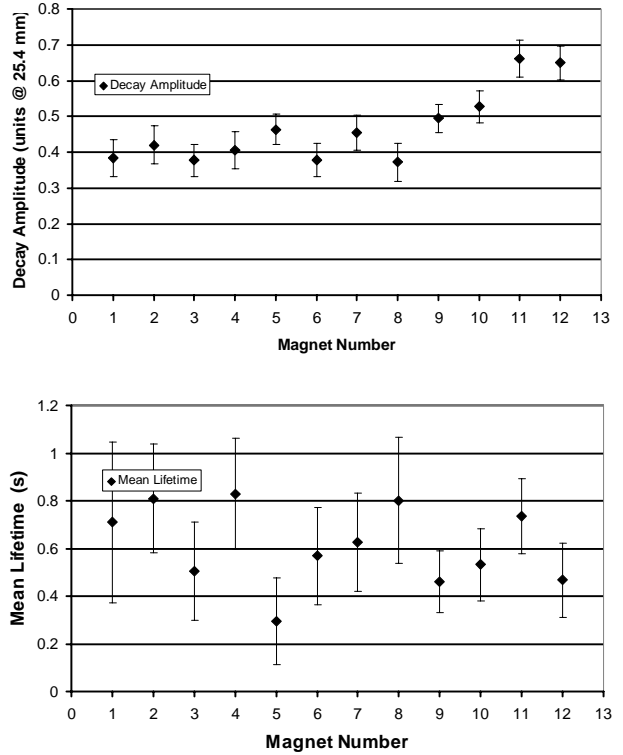 0.8
0.7
0.6
0.5
0.4
0.3
0.2
0.1
0
Decay Amplitude (units @ 25.4 mm)
Decay Amplitude
0 1 2 3 4 5 6 7 8 9 10 11 12 13
Magnet Number
1.2
1
0.8
0.6
0.4
0.2
0
Mean Lifetime (s)
Mean Lifetime
0 1 2 3 4 5 6 7 8 9 10 11 12 13
Magnet Number